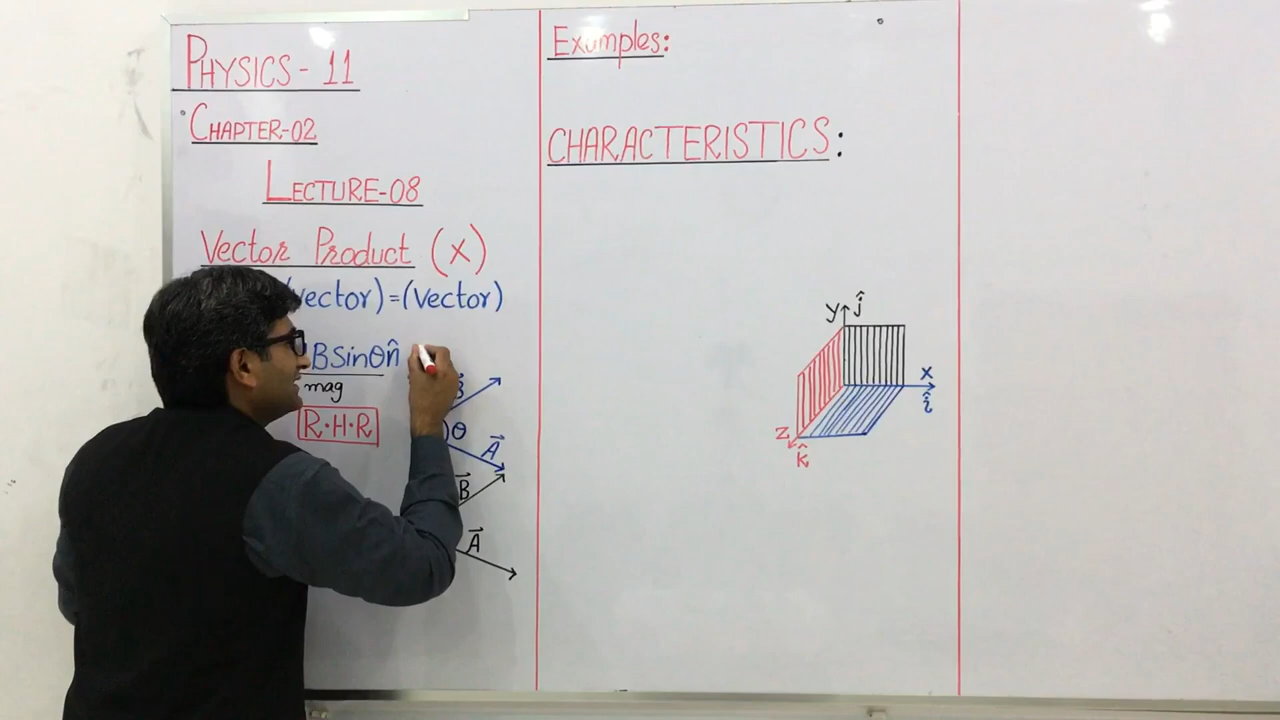 PHYSICS - 11
CHAPTER-02
LECTURE-08
Vector Product (X)
vector) = (Vector)
BSinθn̂
mag
R·H·R
B⃗
θ
A⃗
B⃗
A⃗
Examples:
CHARACTERISTICS:
y ĵ
x
î
z
k̂